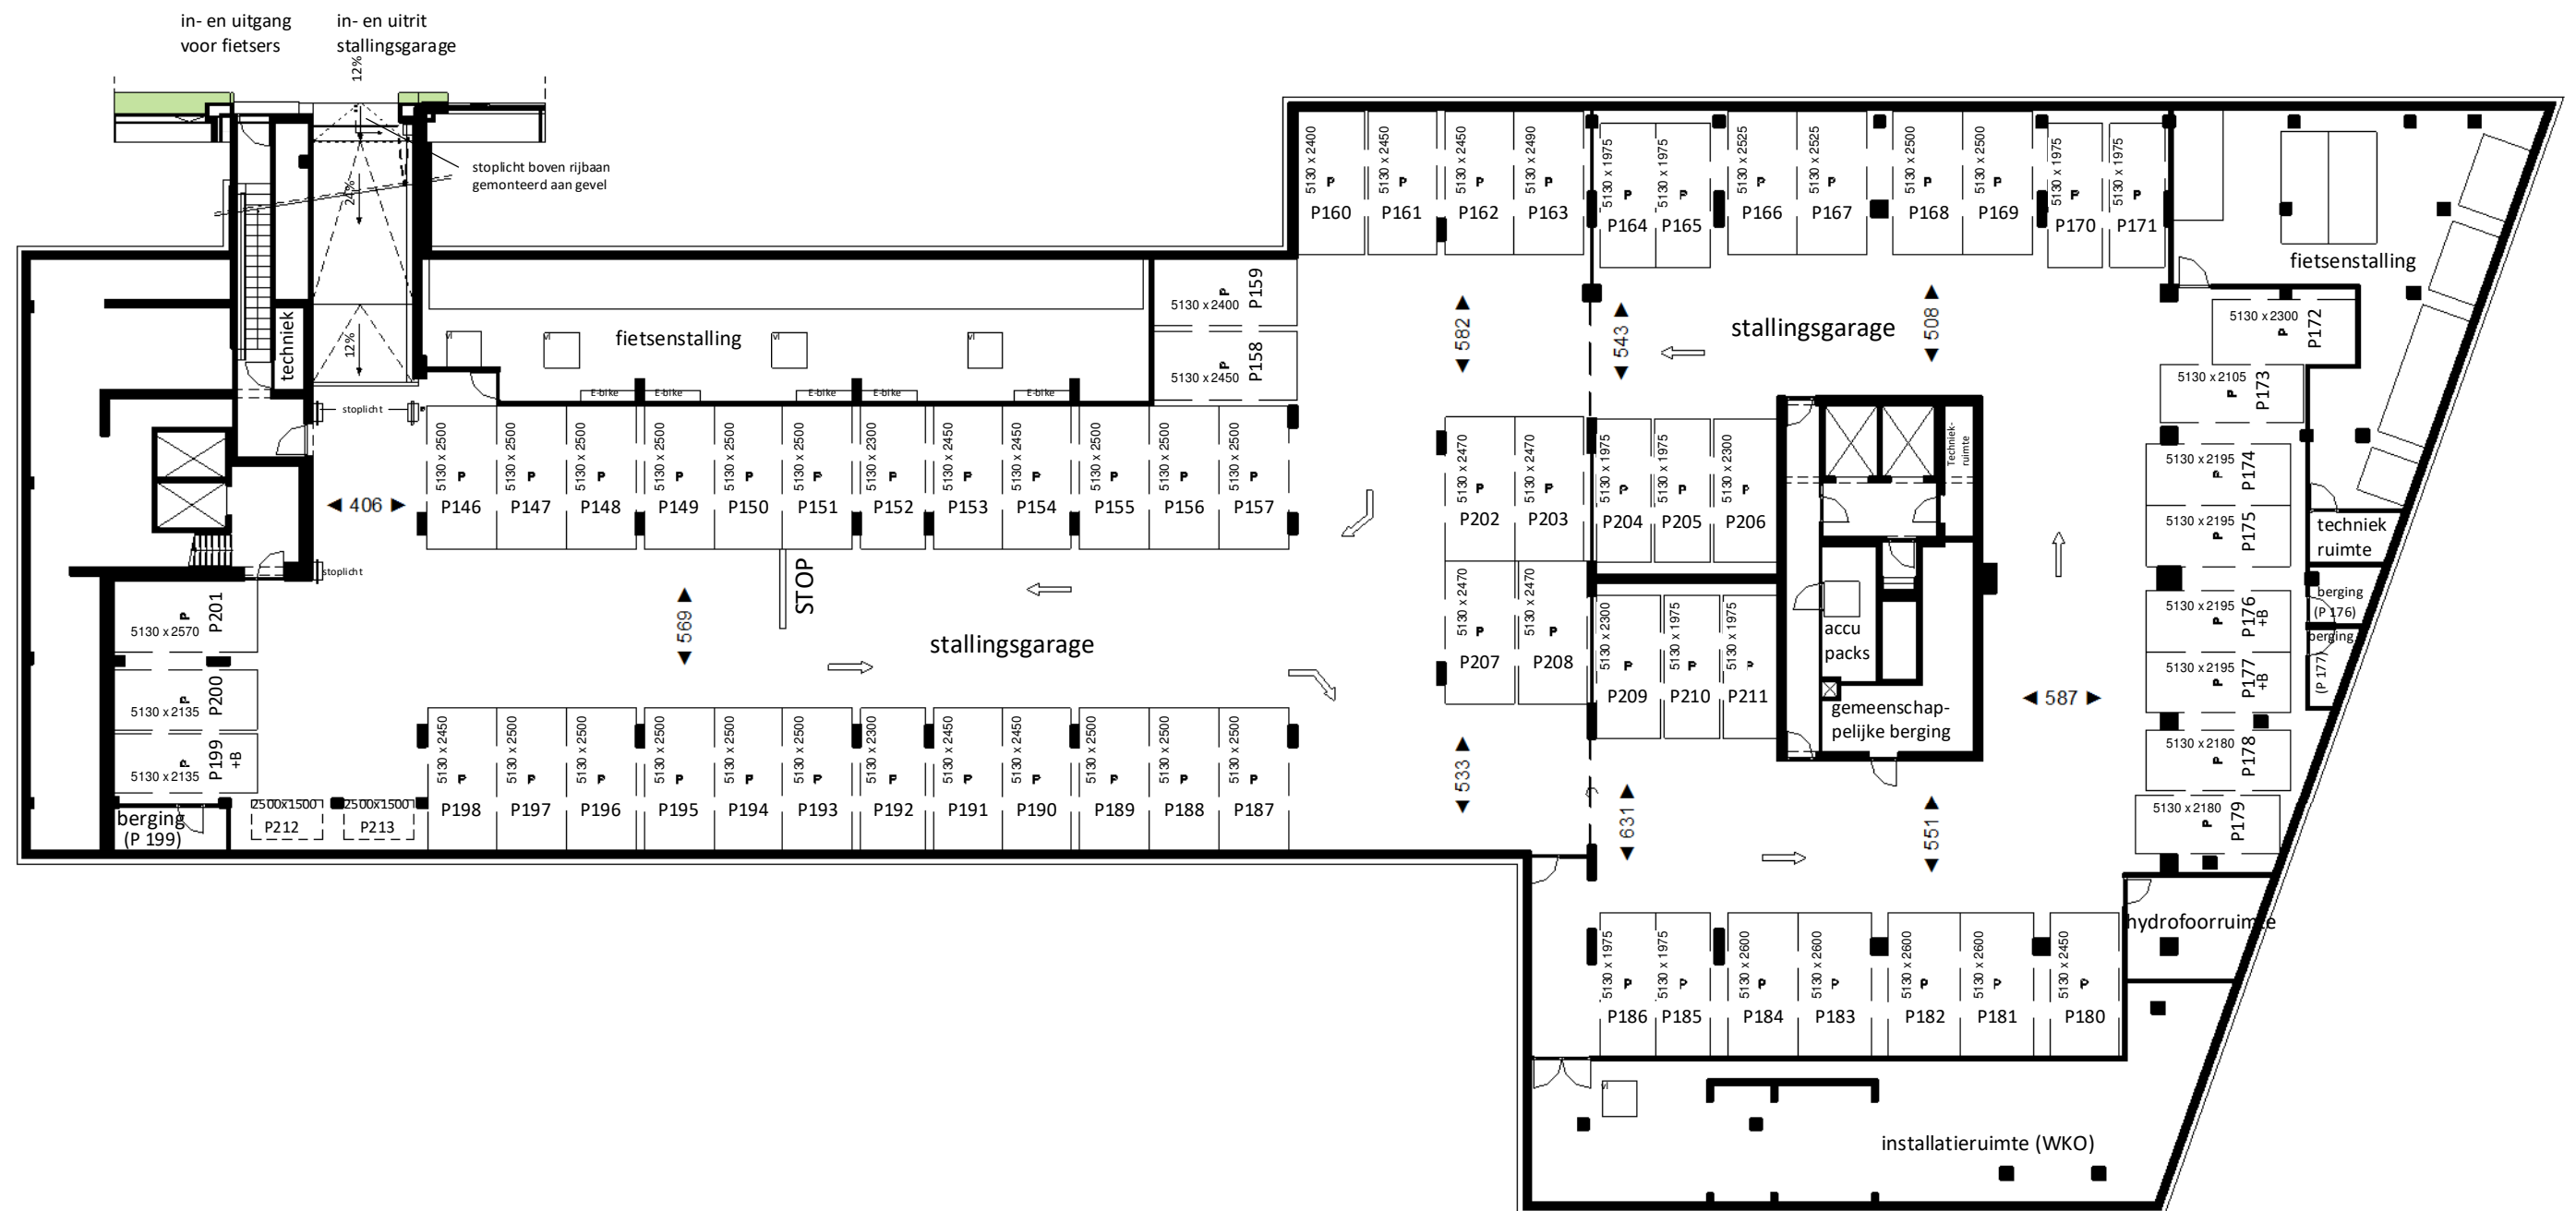 in- en uitgang
voor fietsers
in- en uitrit
stallingsgarage
12%
24%
12%
stoplicht boven rijbaan
gemonteerd aan gevel
techniek
stoplicht
stoplicht
◄ 406 ►
fietsenstalling
vl
vl
vl
vl
E-bike
E-bike
E-bike
E-bike
E-bike
5130 x 2400
P
P159
5130 x 2450
P
P158
5130 x 2400
P
P160
5130 x 2450
P
P161
5130 x 2450
P
P162
5130 x 2490
P
P163
5130 x 1975
P
P164
5130 x 1975
P
P165
5130 x 2525
P
P166
5130 x 2525
P
P167
5130 x 2500
P
P168
5130 x 2500
P
P169
5130 x 1975
P
P170
5130 x 1975
P
P171
fietsenstalling
◄ 582 ►
◄ 543 ►
stallingsgarage
◄ 508 ►
5130 x 2300
P
P172
5130 x 2105
P
P173
5130 x 2195
P
P174
5130 x 2195
P
P175
techniek
ruimte
5130 x 2195
P
P176
+B
berging
(P 176)
5130 x 2195
P
P177
+B
berging
(P 177)
5130 x 2180
P
P178
5130 x 2180
P
P179
5130 x 2500
P
P146
5130 x 2500
P
P147
5130 x 2500
P
P148
5130 x 2500
P
P149
5130 x 2500
P
P150
5130 x 2500
P
P151
5130 x 2300
P
P152
5130 x 2450
P
P153
5130 x 2450
P
P154
5130 x 2500
P
P155
5130 x 2500
P
P156
5130 x 2500
P
P157
5130 x 2470
P
P202
5130 x 2470
P
P203
5130 x 1975
P
P204
5130 x 1975
P
P205
5130 x 2300
P
P206
Techniek-
ruimte
STOP
◄ 569 ►
stallingsgarage
5130 x 2470
P
P207
5130 x 2470
P
P208
5130 x 2300
P
P209
5130 x 1975
P
P210
5130 x 1975
P
P211
accu
packs
gemeenschap-
pelijke berging
◄ 587 ►
5130 x 2570
P
P201
5130 x 2135
P
P200
5130 x 2135
P
P199
+B
berging
(P 199)
2500x1500
P212
2500x1500
P213
5130 x 2450
P
P198
5130 x 2500
P
P197
5130 x 2500
P
P196
5130 x 2500
P
P195
5130 x 2500
P
P194
5130 x 2500
P
P193
5130 x 2300
P
P192
5130 x 2450
P
P191
5130 x 2450
P
P190
5130 x 2500
P
P189
5130 x 2500
P
P188
5130 x 2500
P
P187
◄ 533 ►
◄ 631 ►
◄ 551 ►
hydrofoorruimte
5130 x 1975
P
P186
5130 x 1975
P
P185
5130 x 2600
P
P184
5130 x 2600
P
P183
5130 x 2600
P
P182
5130 x 2600
P
P181
5130 x 2450
P
P180
vl
installatieruimte (WKO)